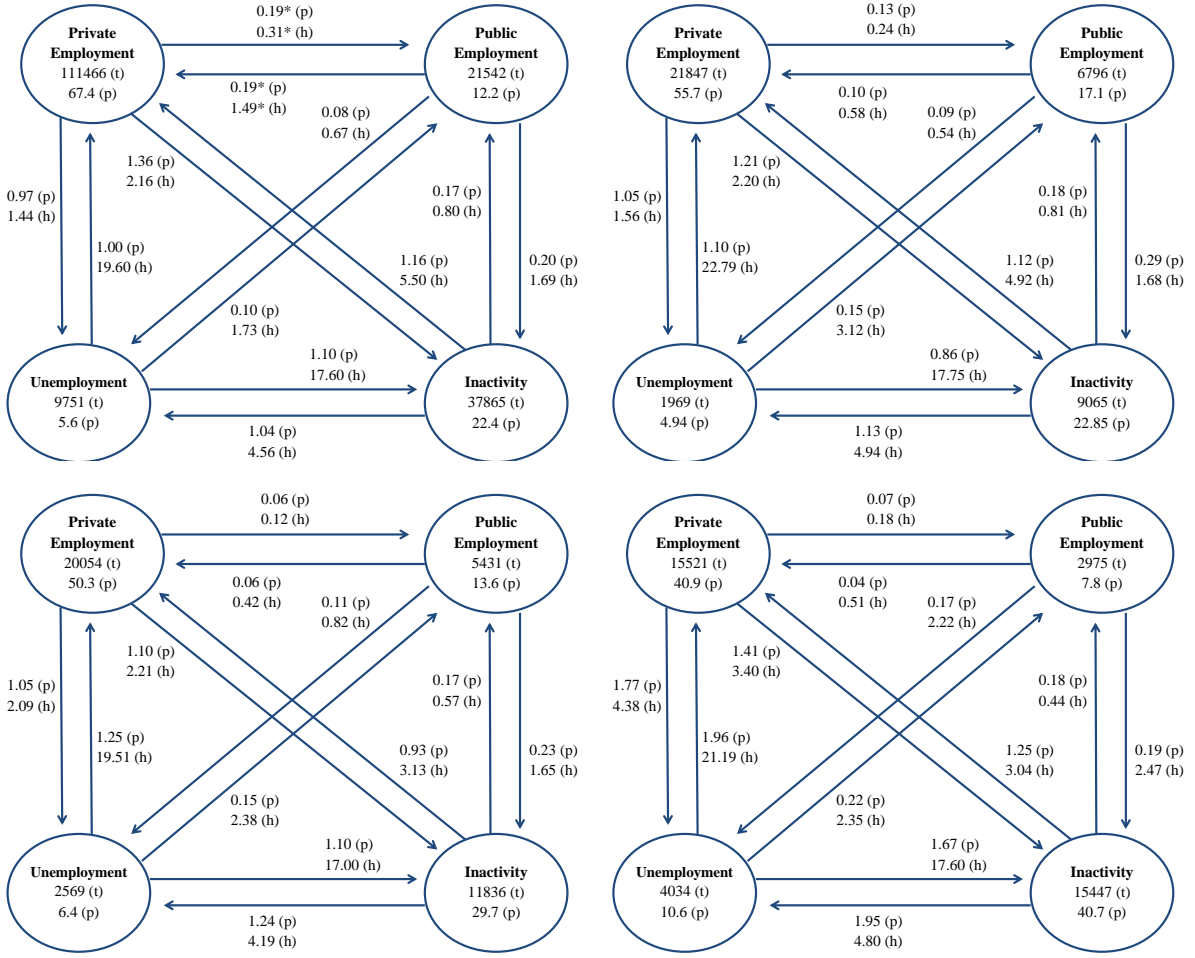 0.19* (p)
0.31* (h)
Private
Employment
111466 (t)
67.4 (p)
Public
Employment
21542 (t)
12.2 (p)
0.19* (p)
1.49* (h)
0.08 (p)
0.67 (h)
1.36 (p)
2.16 (h)
0.97 (p)
1.44 (h)
0.17 (p)
0.80 (h)
1.00 (p)
19.60 (h)
1.16 (p)
5.50 (h)
0.20 (p)
1.69 (h)
0.10 (p)
1.73 (h)
1.10 (p)
17.60 (h)
Unemployment
9751 (t)
5.6 (p)
Inactivity
37865 (t)
22.4 (p)
1.04 (p)
4.56 (h)
0.13 (p)
0.24 (h)
Private
Employment
21847 (t)
55.7 (p)
Public
Employment
6796 (t)
17.1 (p)
0.10 (p)
0.58 (h)
0.09 (p)
0.54 (h)
1.21 (p)
2.20 (h)
1.05 (p)
1.56 (h)
0.18 (p)
0.81 (h)
1.10 (p)
22.79 (h)
1.12 (p)
4.92 (h)
0.29 (p)
1.68 (h)
0.15 (p)
3.12 (h)
0.86 (p)
17.75 (h)
Unemployment
1969 (t)
4.94 (p)
Inactivity
9065 (t)
22.85 (p)
1.13 (p)
4.94 (h)
0.06 (p)
0.12 (h)
Private
Employment
20054 (t)
50.3 (p)
Public
Employment
5431 (t)
13.6 (p)
0.06 (p)
0.42 (h)
0.11 (p)
0.82 (h)
1.10 (p)
2.21 (h)
1.05 (p)
2.09 (h)
0.17 (p)
0.57 (h)
1.25 (p)
19.51 (h)
0.93 (p)
3.13 (h)
0.23 (p)
1.65 (h)
0.15 (p)
2.38 (h)
1.10 (p)
17.00 (h)
Unemployment
2569 (t)
6.4 (p)
Inactivity
11836 (t)
29.7 (p)
1.24 (p)
4.19 (h)
0.07 (p)
0.18 (h)
Private
Employment
15521 (t)
40.9 (p)
Public
Employment
2975 (t)
7.8 (p)
0.04 (p)
0.51 (h)
0.17 (p)
2.22 (h)
1.41 (p)
3.40 (h)
1.77 (p)
4.38 (h)
0.18 (p)
0.44 (h)
1.96 (p)
21.19 (h)
1.25 (p)
3.04 (h)
0.19 (p)
2.47 (h)
0.22 (p)
2.35 (h)
1.67 (p)
17.60 (h)
Unemployment
4034 (t)
10.6 (p)
Inactivity
15447 (t)
40.7 (p)
1.95 (p)
4.80 (h)